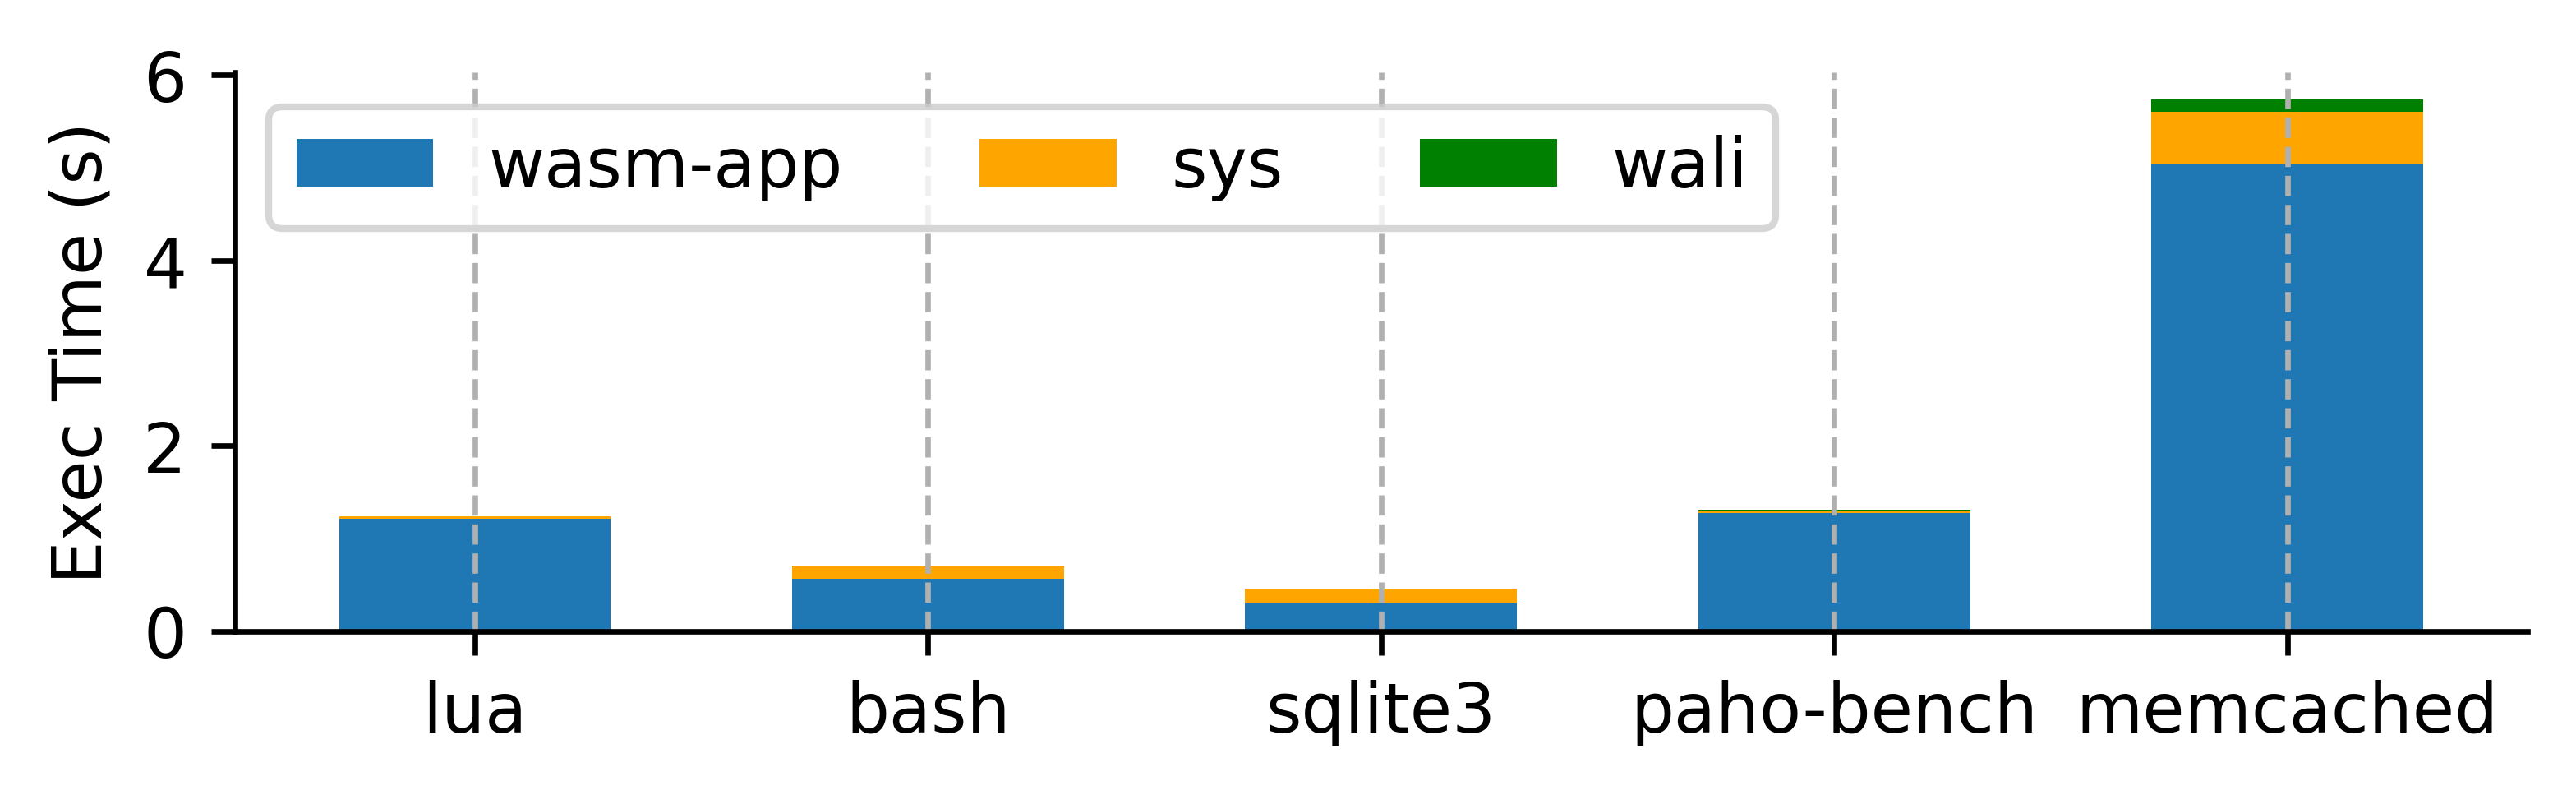 Exec Time (s)
6
4
2
0
wasm-app sys wali
lua bash sqlite3 paho-bench memcached